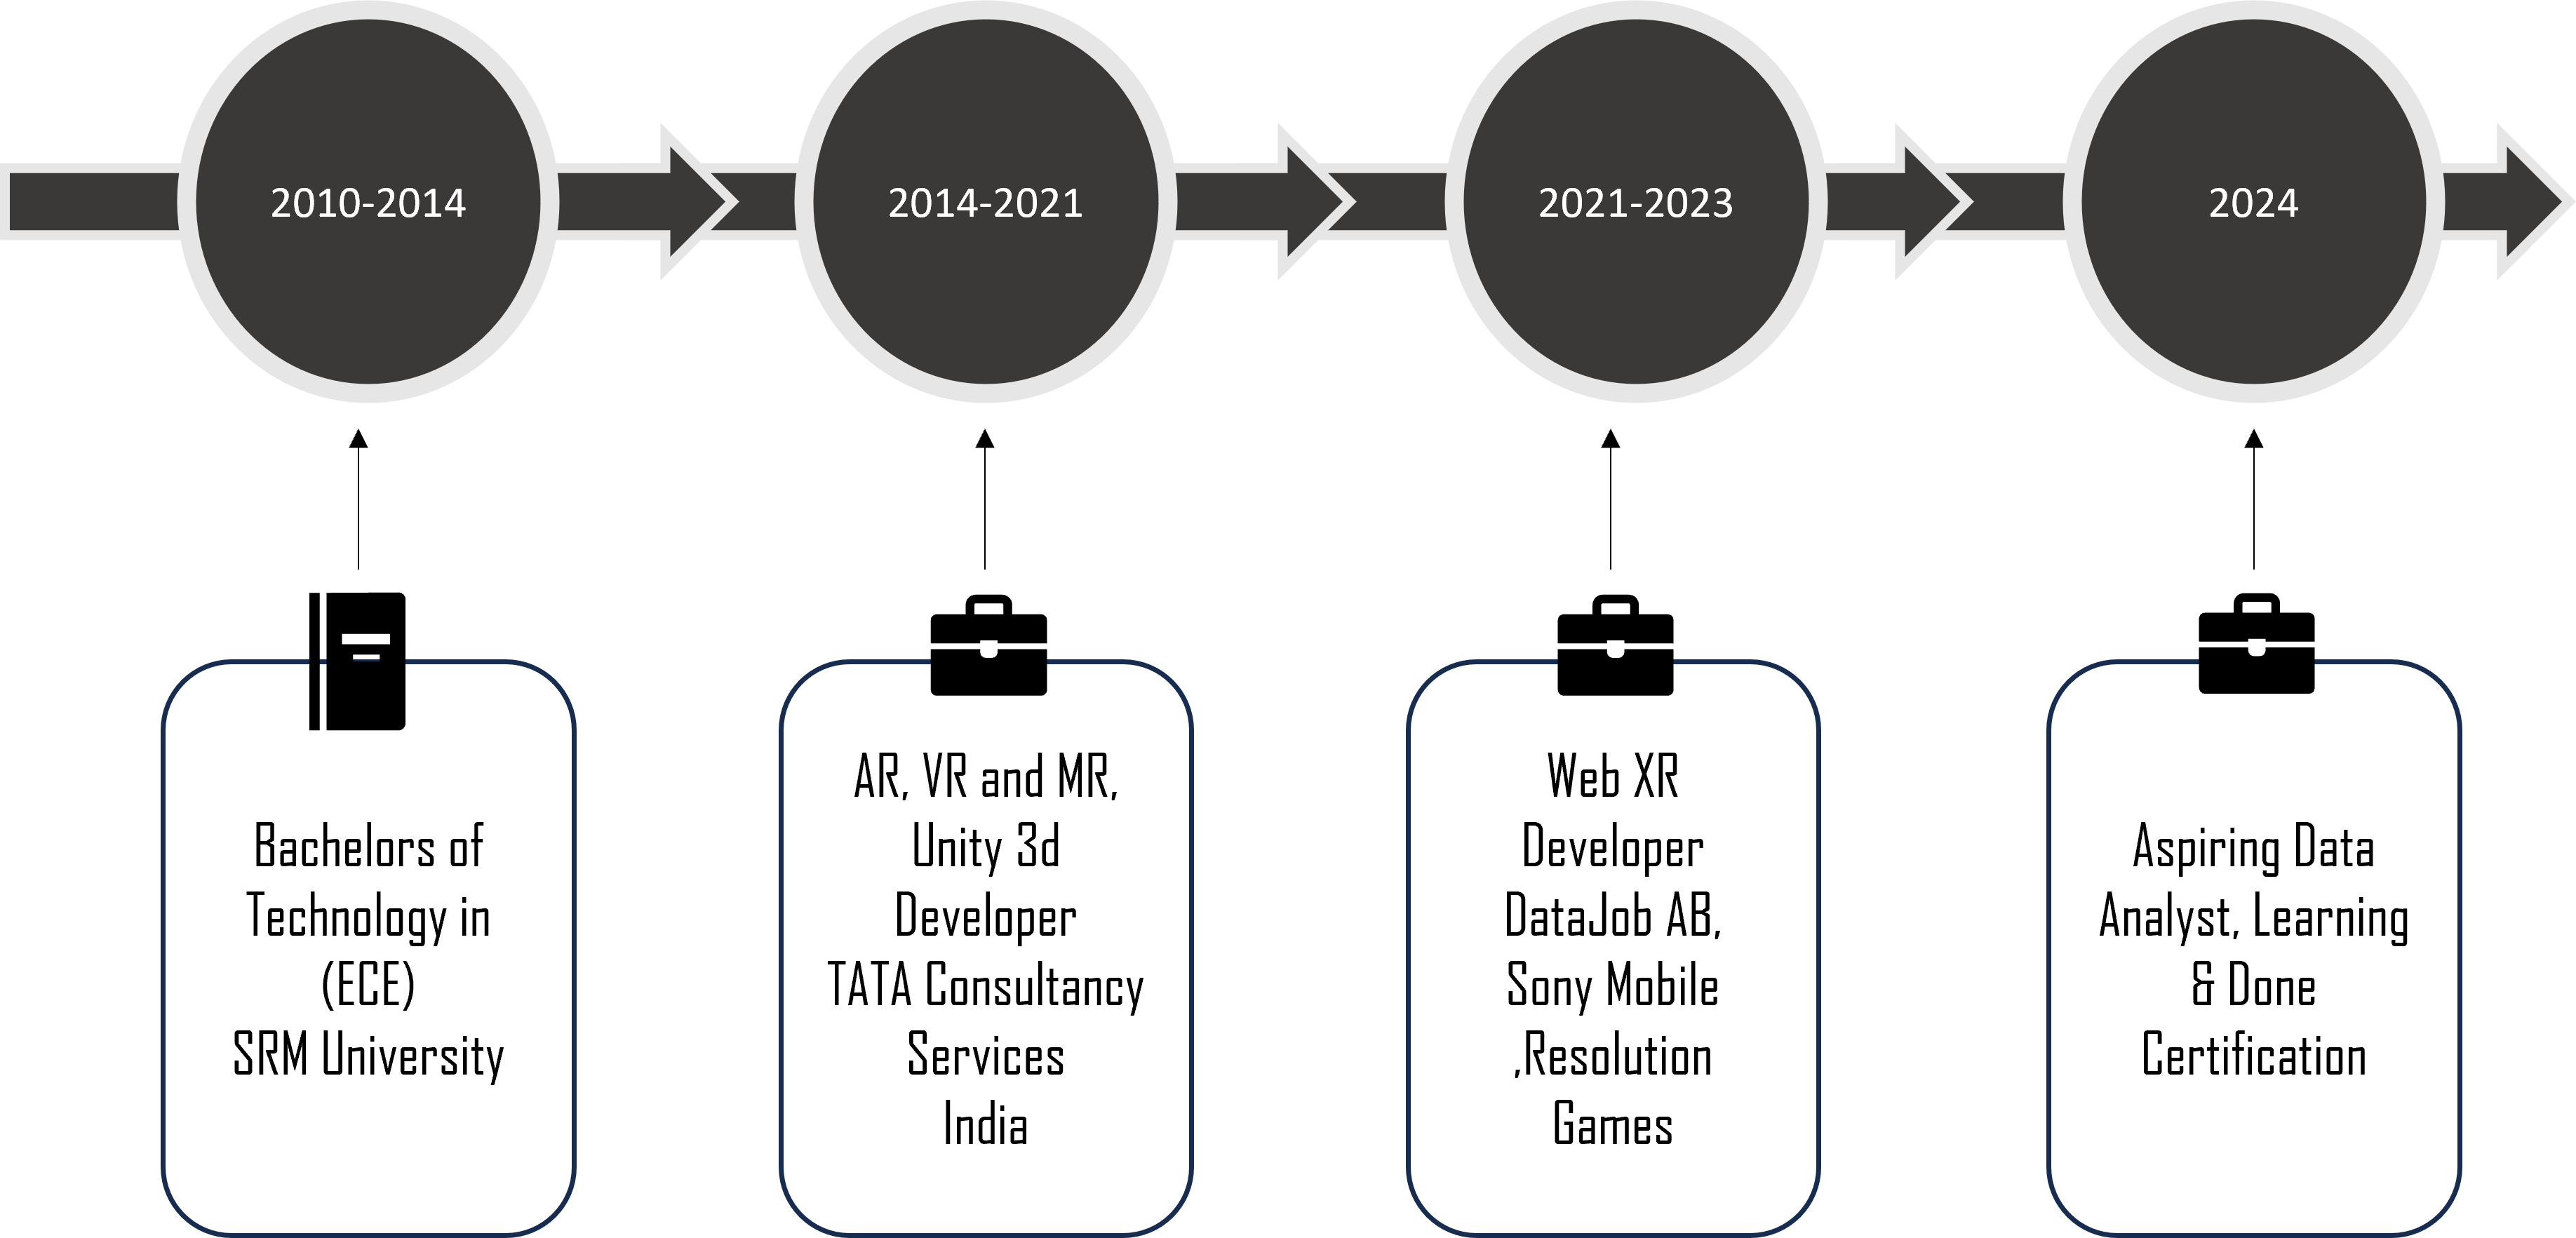 2010-2014
2014-2021
2021-2023
2024
Bachelors of
Technology in
(ECE)
SRM University
AR, VR and MR,
Unity 3d
Developer
TATA Consultancy
Services
India
Web XR
Developer
DataJob AB,
Sony Mobile
,Resolution
Games
Aspiring Data
Analyst, Learning
& Done
Certification